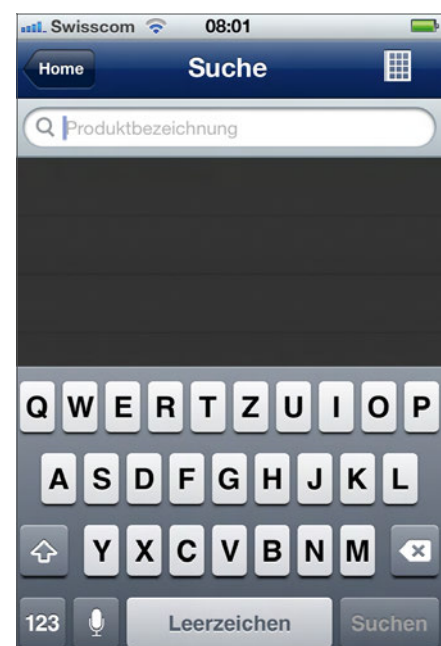 Swisscom 08:01
Home Suche
Produktbezeichnung
Q W E R T Z U I O P
A S D F G H J K L
Y X C V B N M
123 Leerzeichen Suchen